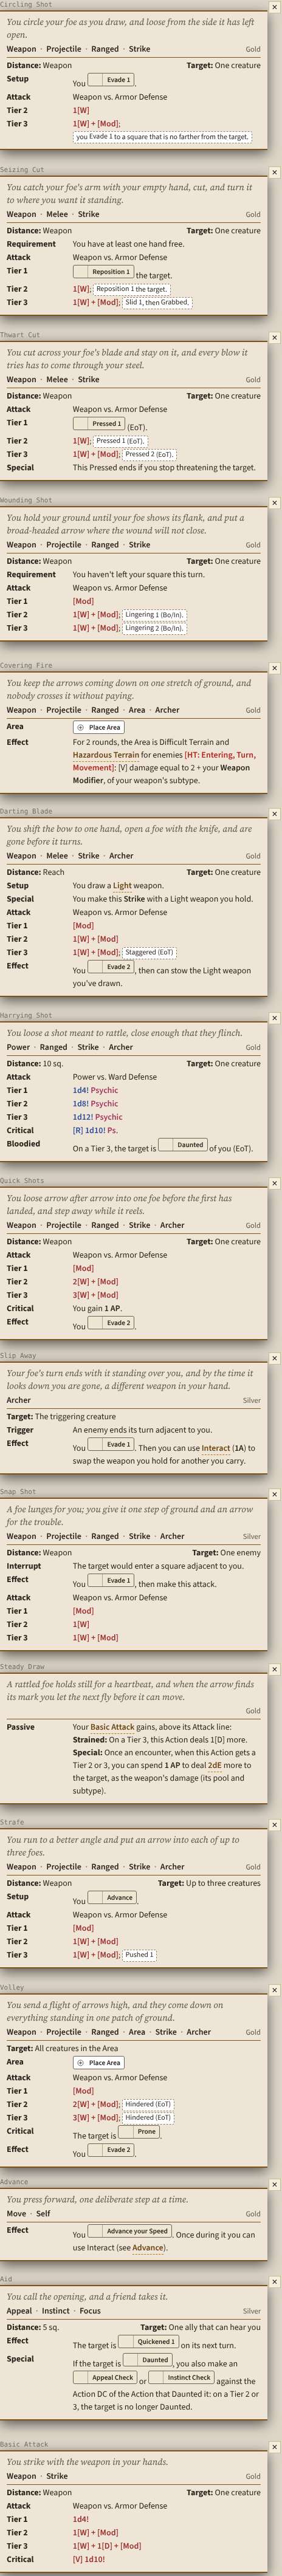 Circling Shot
×
You circle your foe as you draw, and loose from the side it has left
open.
Weapon · Projectile · Ranged · Strike Gold
Distance: Weapon Target: One creature
Setup You Evade 1.
Attack Weapon vs. Armor Defense
Tier 2 1[W]
Tier 3 1[W] + [Mod];
you Evade 1 to a square that is no farther from the target.
Seizing Cut
×
You catch your foe's arm with your empty hand, cut, and turn it
to where you want it standing.
Weapon · Melee · Strike Gold
Distance: Weapon Target: One creature
Requirement You have at least one hand free.
Attack Weapon vs. Armor Defense
Tier 1 Reposition 1 the target.
Tier 2 1[W]; Reposition 1 the target.
Tier 3 1[W] + [Mod]; Slid 1, then Grabbed.
Thwart Cut
×
You cut across your foe's blade and stay on it, and every blow it
tries has to come through your steel.
Weapon · Melee · Strike Gold
Distance: Weapon Target: One creature
Attack Weapon vs. Armor Defense
Tier 1 Pressed 1 (EoT).
Tier 2 1[W]; Pressed 1 (EoT).
Tier 3 1[W] + [Mod]; Pressed 2 (EoT).
Special This Pressed ends if you stop threatening the target.
Wounding Shot
×
You hold your ground until your foe shows its flank, and put a
broad-headed arrow where the wound will not close.
Weapon · Projectile · Ranged · Strike Gold
Distance: Weapon Target: One creature
Requirement You haven't left your square this turn.
Attack Weapon vs. Armor Defense
Tier 1 [Mod]
Tier 2 1[W] + [Mod]; Lingering 1 (Bo/In).
Tier 3 1[W] + [Mod]; Lingering 2 (Bo/In).
Covering Fire
×
You keep the arrows coming down on one stretch of ground, and
nobody crosses it without paying.
Weapon · Projectile · Ranged · Area · Archer Gold
Area Place Area
Effect For 2 rounds, the Area is Difficult Terrain and
Hazardous Terrain for enemies [HT: Entering, Turn,
Movement]: [V] damage equal to 2 + your Weapon
Modifier, of your weapon's subtype.
Darting Blade
×
You shift the bow to one hand, open a foe with the knife, and are
gone before it turns.
Weapon · Melee · Strike · Archer Gold
Distance: Reach Target: One creature
Setup You draw a Light weapon.
Special You make this Strike with a Light weapon you hold.
Attack Weapon vs. Armor Defense
Tier 1 [Mod]
Tier 2 1[W] + [Mod]
Tier 3 1[W] + [Mod]; Staggered (EoT)
Effect You Evade 2, then can stow the Light weapon
you've drawn.
Harrying Shot
×
You loose a shot meant to rattle, close enough that they flinch.
Power · Ranged · Strike · Archer Gold
Distance: 10 sq. Target: One creature
Attack Power vs. Ward Defense
Tier 1 1d4! Psychic
Tier 2 1d8! Psychic
Tier 3 1d12! Psychic
Critical [R] 1d10! Ps.
Bloodied On a Tier 3, the target is Daunted of you (EoT).
Quick Shots
×
You loose arrow after arrow into one foe before the first has
landed, and step away while it reels.
Weapon · Projectile · Ranged · Strike · Archer Gold
Distance: Weapon Target: One creature
Attack Weapon vs. Armor Defense
Tier 1 [Mod]
Tier 2 2[W] + [Mod]
Tier 3 3[W] + [Mod]
Critical You gain 1 AP.
Effect You Evade 2.
Slip Away
×
Your foe's turn ends with it standing over you, and by the time it
looks down you are gone, a different weapon in your hand.
Archer Silver
Target: The triggering creature
Trigger An enemy ends its turn adjacent to you.
Effect You Evade 1. Then you can use Interact (1A) to
swap the weapon you hold for another you carry.
Snap Shot
×
A foe lunges for you; you give it one step of ground and an arrow
for the trouble.
Weapon · Projectile · Ranged · Strike · Archer Silver
Distance: Weapon Target: One enemy
Interrupt The target would enter a square adjacent to you.
Effect You Evade 1, then make this attack.
Attack Weapon vs. Armor Defense
Tier 1 [Mod]
Tier 2 1[W]
Tier 3 1[W] + [Mod]
Steady Draw
×
A rattled foe holds still for a heartbeat, and when the arrow finds
its mark you let the next fly before it can move.
Gold
Passive Your Basic Attack gains, above its Attack line:
Strained: On a Tier 3, this Action deals 1[D] more.
Special: Once an encounter, when this Action gets a
Tier 2 or 3, you can spend 1 AP to deal 2dE more to
the target, as the weapon's damage (its pool and
subtype).
Strafe
×
You run to a better angle and put an arrow into each of up to
three foes.
Weapon · Projectile · Ranged · Strike · Archer Gold
Distance: Weapon Target: Up to three creatures
Setup You Advance.
Attack Weapon vs. Armor Defense
Tier 1 [Mod]
Tier 2 1[W] + [Mod]
Tier 3 1[W] + [Mod]; Pushed 1
Volley
×
You send a flight of arrows high, and they come down on
everything standing in one patch of ground.
Weapon · Projectile · Ranged · Area · Strike · Archer Gold
Target: All creatures in the Area
Area Place Area
Attack Weapon vs. Armor Defense
Tier 1 [Mod]
Tier 2 2[W] + [Mod]; Hindered (EoT)
Tier 3 3[W] + [Mod]; Hindered (EoT)
Critical The target is Prone.
Effect You Evade 2.
Advance
×
You press forward, one deliberate step at a time.
Move · Self Gold
Effect You Advance your Speed. Once during it you can
use Interact (see Advance).
Aid
×
You call the opening, and a friend takes it.
Appeal · Instinct · Focus Silver
Distance: 5 sq. Target: One ally that can hear you
Effect The target is Quickened 1 on its next turn.
Special If the target is Daunted, you also make an
Appeal Check or Instinct Check against the
Action DC of the Action that Daunted it: on a Tier 2 or
3, the target is no longer Daunted.
Basic Attack
×
You strike with the weapon in your hands.
Weapon · Strike Gold
Distance: Weapon Target: One creature
Attack Weapon vs. Armor Defense
Tier 1 1d4!
Tier 2 1[W] + [Mod]
Tier 3 1[W] + 1[D] + [Mod]
Critical [V] 1d10!